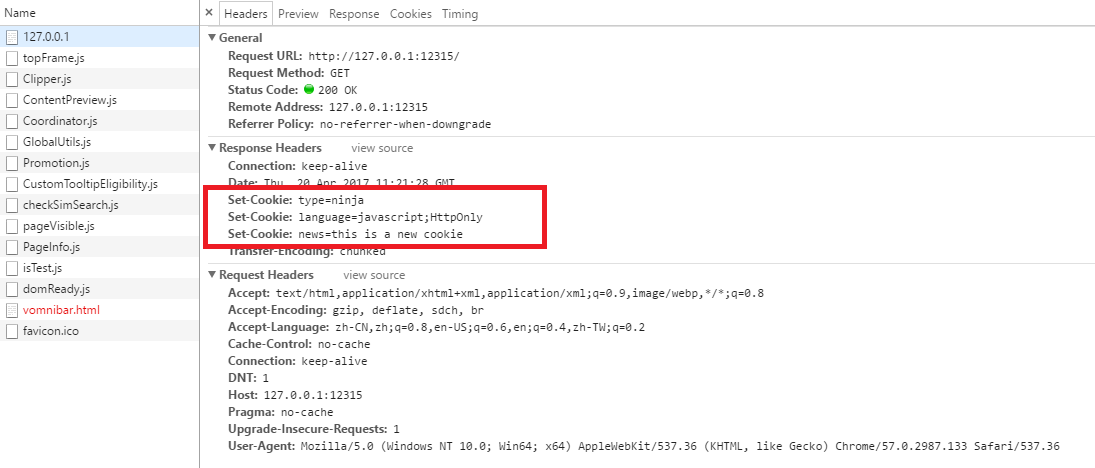 Name
127.0.0.1
topFrame.js
Clipper.js
ContentPreview.js
Coordinator.js
GlobalUtils.js
Promotion.js
CustomTooltipEligibility.js
checkSimSearch.js
pageVisible.js
PageInfo.js
isTest.js
domReady.js
vomnibar.html
favicon.ico
× Headers Preview Response Cookies Timing
▼ General
Request URL: http://127.0.0.1:12315/
Request Method: GET
Status Code: 200 OK
Remote Address: 127.0.0.1:12315
Referrer Policy: no-referrer-when-downgrade
▼ Response Headers view source
Connection: keep-alive
Date: Thu, 20 Apr 2017 11:21:28 GMT
Set-Cookie: type=ninja
Set-Cookie: language=javascript;HttpOnly
Set-Cookie: news=this is a new cookie
Transfer-Encoding: chunked
▼ Request Headers view source
Accept: text/html,application/xhtml+xml,application/xml;q=0.9,image/webp,*/*;q=0.8
Accept-Encoding: gzip, deflate, sdch, br
Accept-Language: zh-CN,zh;q=0.8,en-US;q=0.6,en;q=0.4,zh-TW;q=0.2
Cache-Control: no-cache
Connection: keep-alive
DNT: 1
Host: 127.0.0.1:12315
Pragma: no-cache
Upgrade-Insecure-Requests: 1
User-Agent: Mozilla/5.0 (Windows NT 10.0; Win64; x64) AppleWebKit/537.36 (KHTML, like Gecko) Chrome/57.0.2987.133 Safari/537.36